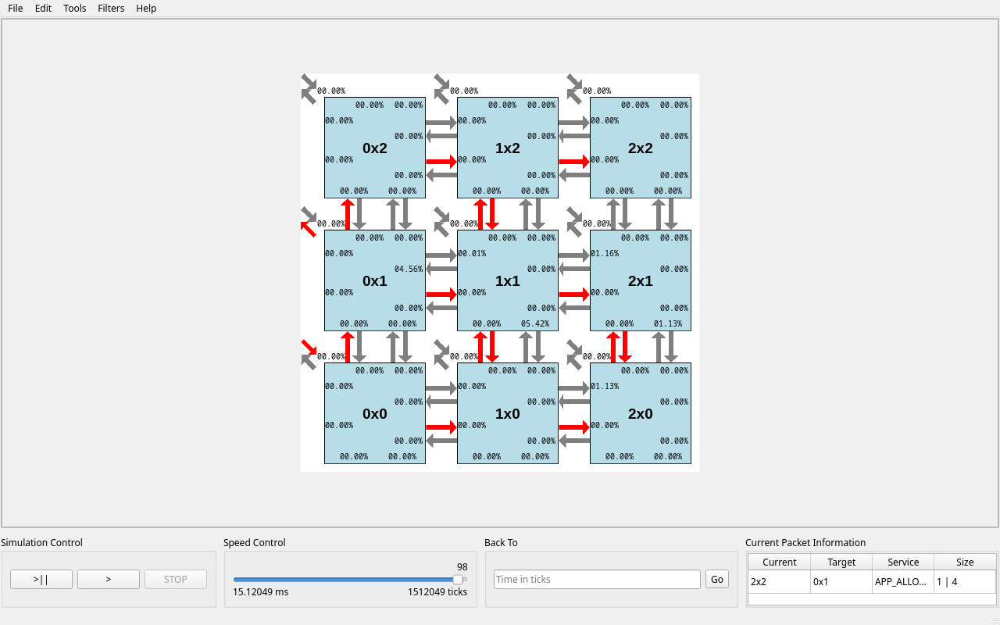 File Edit Tools Filters Help
00.00% 00.00% 00.00%
00.00% 00.00% 00.00% 00.00% 00.00% 00.00%
00.00% 00.00% 00.00%
00.00% 00.00% 00.00%
0x2 1x2 2x2
00.00% 00.00% 00.00%
00.00% 00.00% 00.00%
00.00% 00.00% 00.00% 00.00% 00.00% 00.00%
00.00% 00.00% 00.00%
00.00% 00.00% 00.00% 00.00% 00.00% 00.00%
00.00% 00.01% 01.16%
04.56% 00.00% 00.00%
0x1 1x1 2x1
00.00% 00.00% 00.00%
00.00% 00.00% 00.00%
00.00% 00.00% 00.00% 05.42% 00.00% 01.13%
00.00% 00.00% 00.00%
00.00% 00.00% 00.00% 00.00% 00.00% 00.00%
00.00% 00.00% 01.13%
00.00% 00.00% 00.00%
0x0 1x0 2x0
00.00% 00.00% 00.00%
00.00% 00.00% 00.00%
00.00% 00.00% 00.00% 00.00% 00.00% 00.00%
Simulation Control
>||
>
STOP
Speed Control
98
15.12049 ms 1512049 ticks
Back To
Time in ticks
Go
Current Packet Information
Current Target Service Size
2x2 0x1 APP_ALLO... 1 | 4